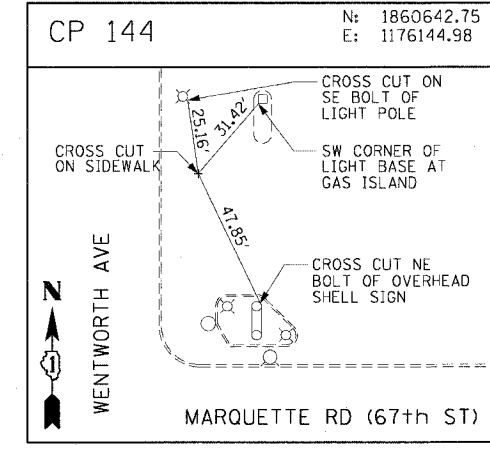 CP 144
N: 1860642.75
E: 1176144.98
CROSS CUT ON
SE BOLT OF
LIGHT POLE
25.16'
31.42'
CROSS CUT
ON SIDEWALK
SW CORNER OF
LIGHT BASE AT
GAS ISLAND
47.85'
CROSS CUT NE
BOLT OF OVERHEAD
SHELL SIGN
WENTWORTH AVE
N
1
MARQUETTE RD (67th ST)